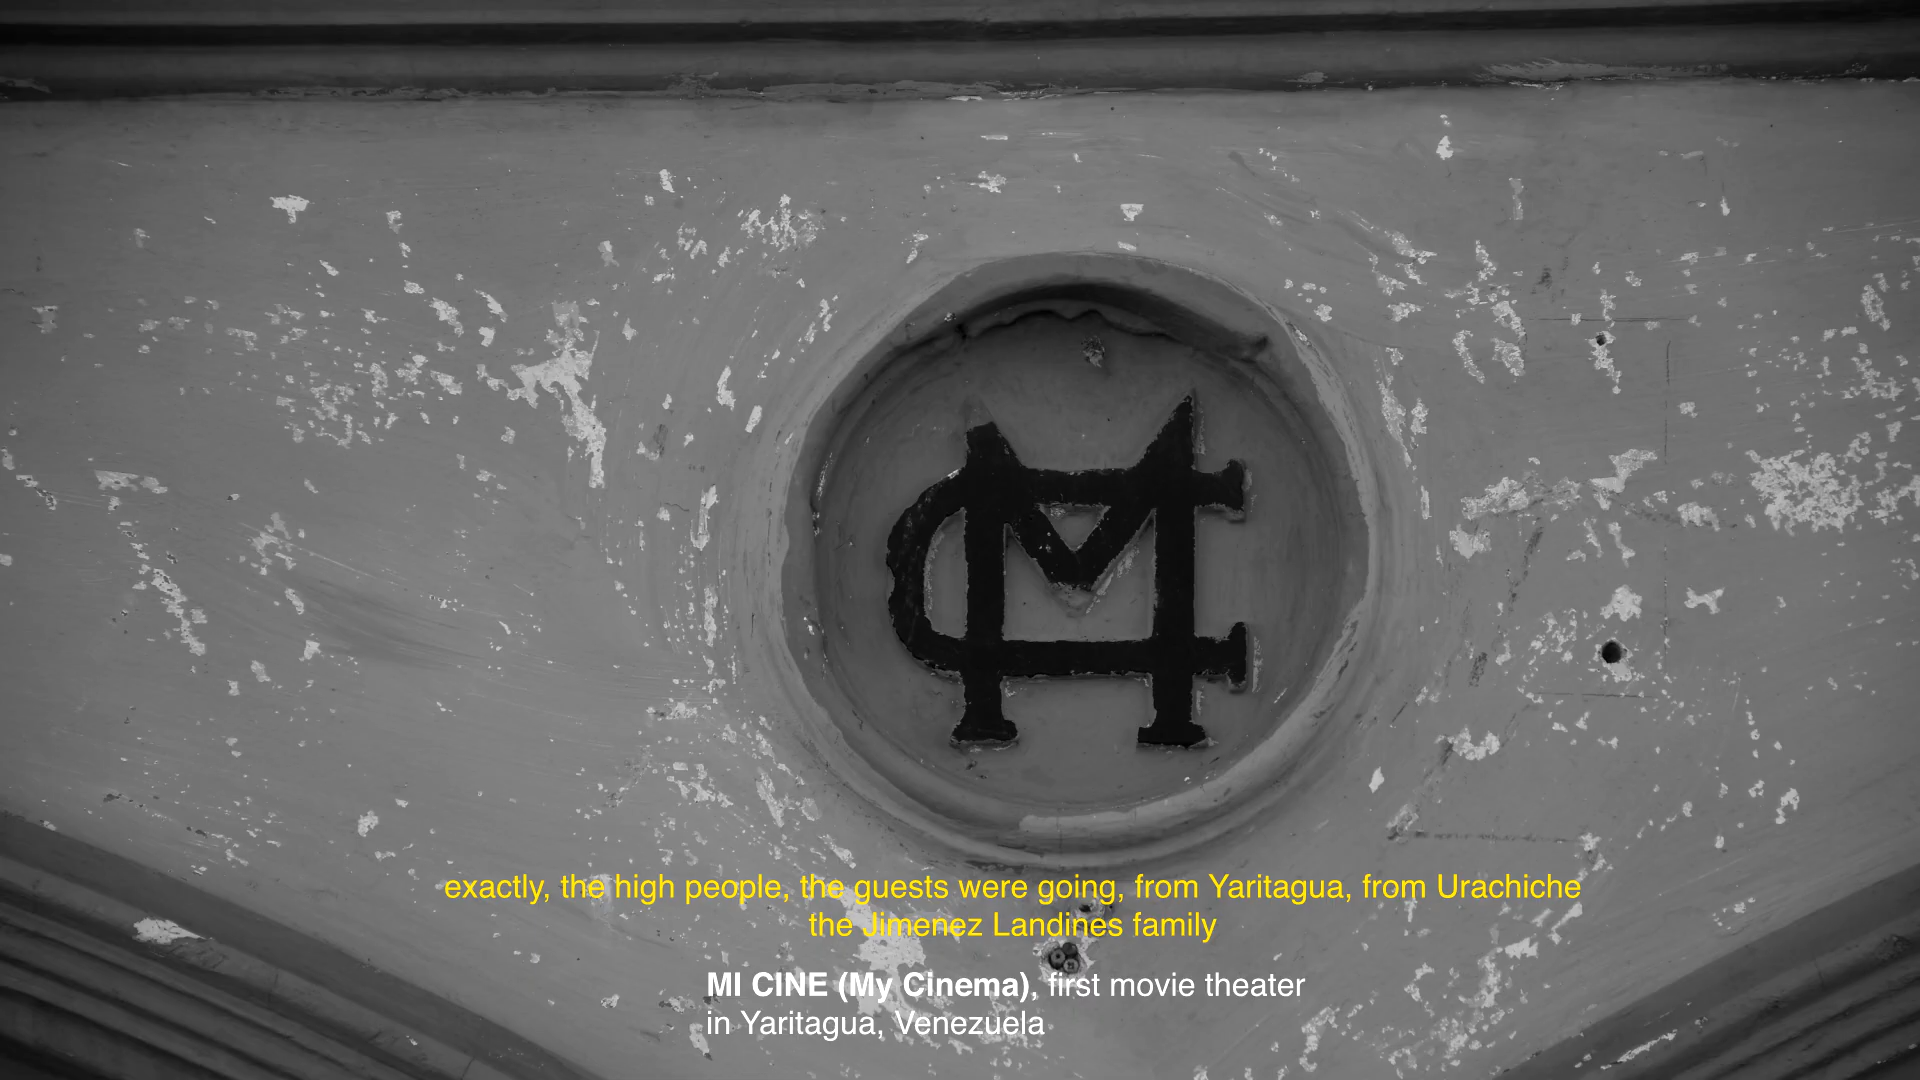 MC
exactly, the high people, the guests were going, from Yaritagua, from Urachiche
the Jimenez Landines family
MI CINE (My Cinema), first movie theater
in Yaritagua, Venezuela